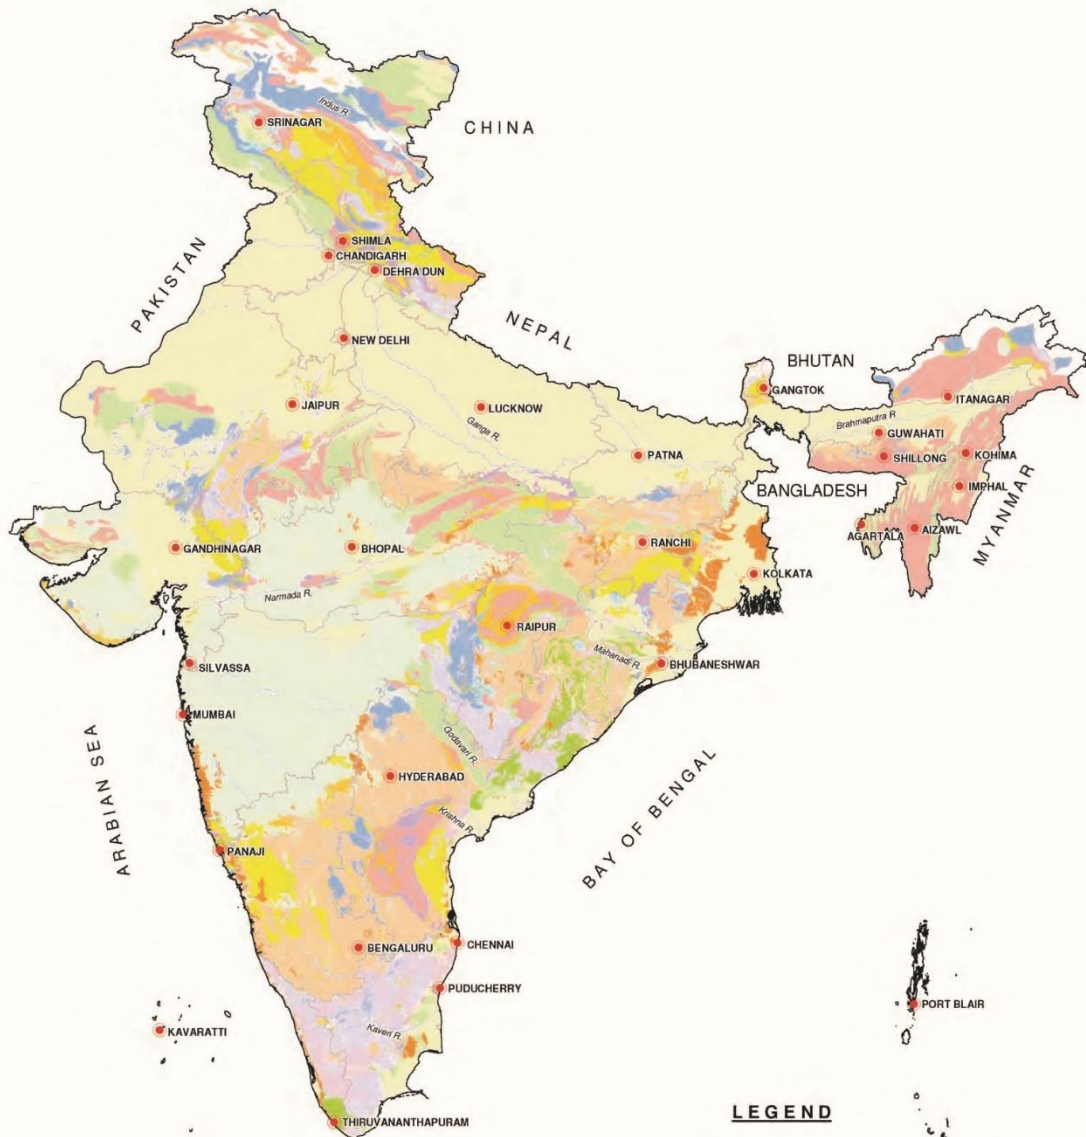 Indus R.
SRINAGAR
CHINA
SHIMLA
CHANDIGARH
DEHRA DUN
PAKISTAN
NEPAL
NEW DELHI
BHUTAN
GANGTOK
ITANAGAR
JAIPUR
LUCKNOW
Ganga R.
Brahmaputra R
GUWAHATI
PATNA
SHILLONG
KOHIMA
BANGLADESH
IMPHAL
MYANMAR
AGARTALA
AIZAWL
GANDHINAGAR
BHOPAL
RANCHI
KOLKATA
Narmada R.
RAIPUR
Mahanadi R.
BHUBANESHWAR
SILVASSA
MUMBAI
Godavari R.
HYDERABAD
ARABIAN SEA
BAY OF BENGAL
Krishna R.
PANAJI
BENGALURU
CHENNAI
PUDUCHERRY
PORT BLAIR
KAVARATTI
Kaveri R.
LEGEND
THIRUVANANTHAPURAM